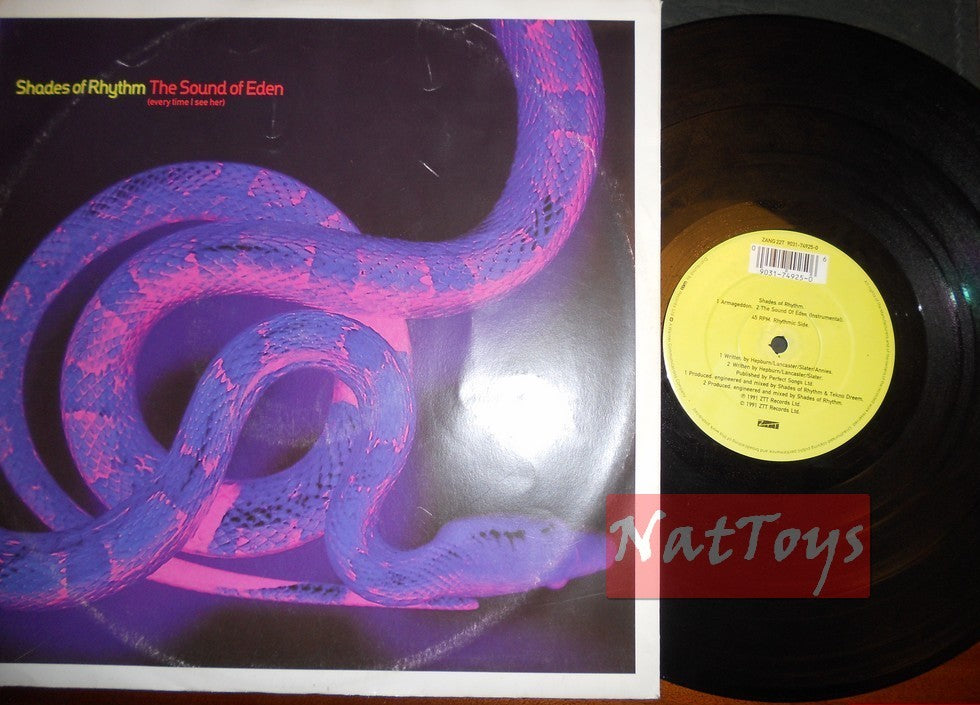 Shades of Rhythm The Sound of Eden
(every time I see her)
ZANG 22T 9031-74925-0
0 6
9031-74925-0
Shades of Rhythm.
1 Armageddon. 2 The Sound Of Eden (Instrumental).
45 RPM. Rhythmic Side.
1 Written by Hepburn/Lancaster/Slater/Annies.
2 Written by Hepburn/Lancaster/Slater.
Published by Perfect Songs Ltd.
1 Produced, engineered and mixed by Shades of Rhythm & Tekno Dreem.
2 Produced, engineered and mixed by Shades of Rhythm.
℗ 1991 ZTT Records Ltd.
© 1991 ZTT Records Ltd.
NatToys